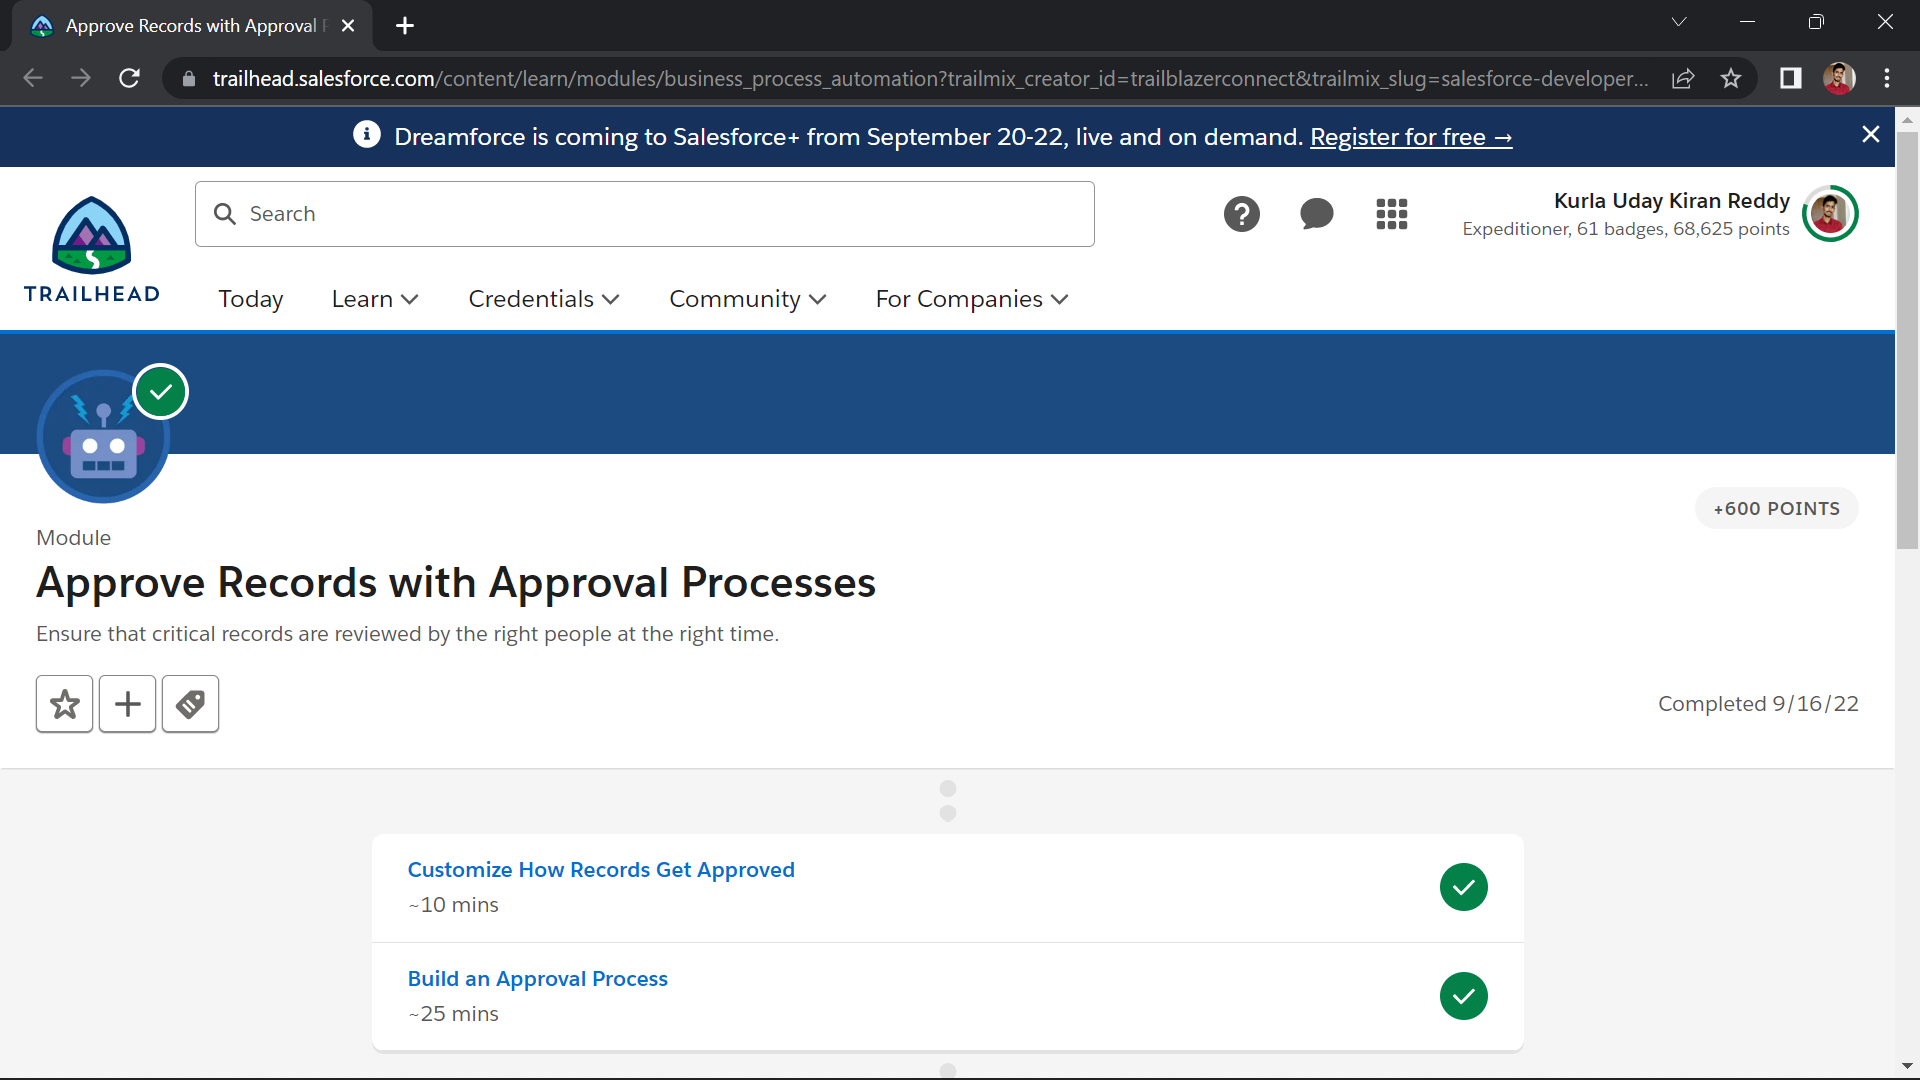 Approve Records with Approval
trailhead.salesforce.com/content/learn/modules/business_process_automation?trailmix_creator_id=trailblazerconnect&trailmix_slug=salesforce-developer...
Dreamforce is coming to Salesforce+ from September 20-22, live and on demand. Register for free →
Search
Kurla Uday Kiran Reddy
Expeditioner, 61 badges, 68,625 points
TRAILHEAD
Today Learn Credentials Community For Companies
+600 POINTS
Module
Approve Records with Approval Processes
Ensure that critical records are reviewed by the right people at the right time.
Completed 9/16/22
Customize How Records Get Approved
~10 mins
Build an Approval Process
~25 mins